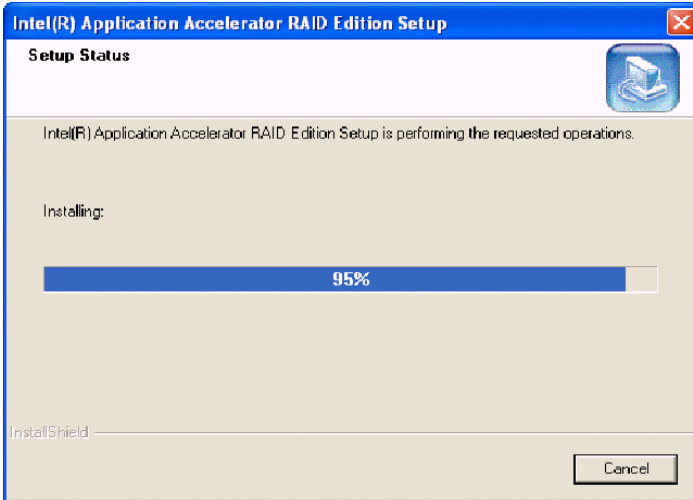 Intel(R) Application Accelerator RAID Edition Setup
Setup Status
Intel(R) Application Accelerator RAID Edition Setup is performing the requested operations.
Installing:
95%
InstallShield
Cancel